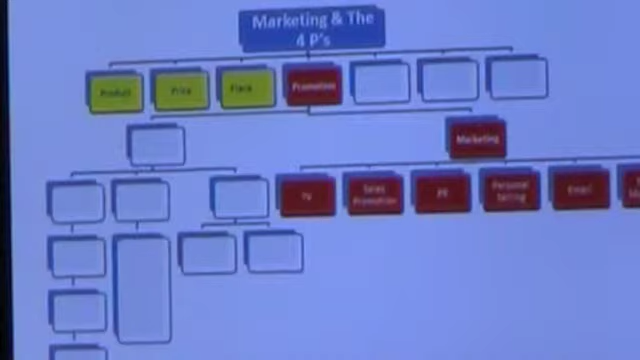 Marketing & The
4 P's
Product
Price
Place
Promotion
Marketing
TV
Sales
Promotion
PR
Personal
Selling
Email